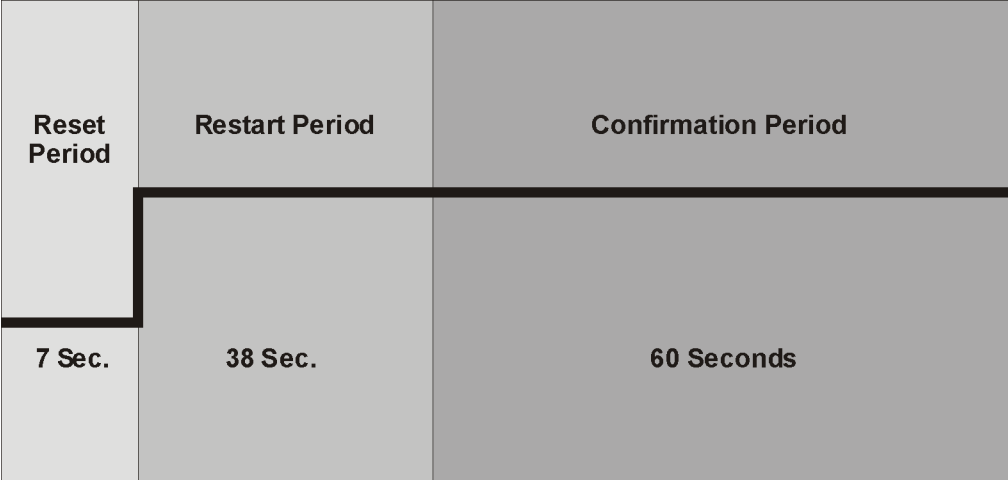 Reset
Period
Restart Period
Confirmation Period
7 Sec.
38 Sec.
60 Seconds